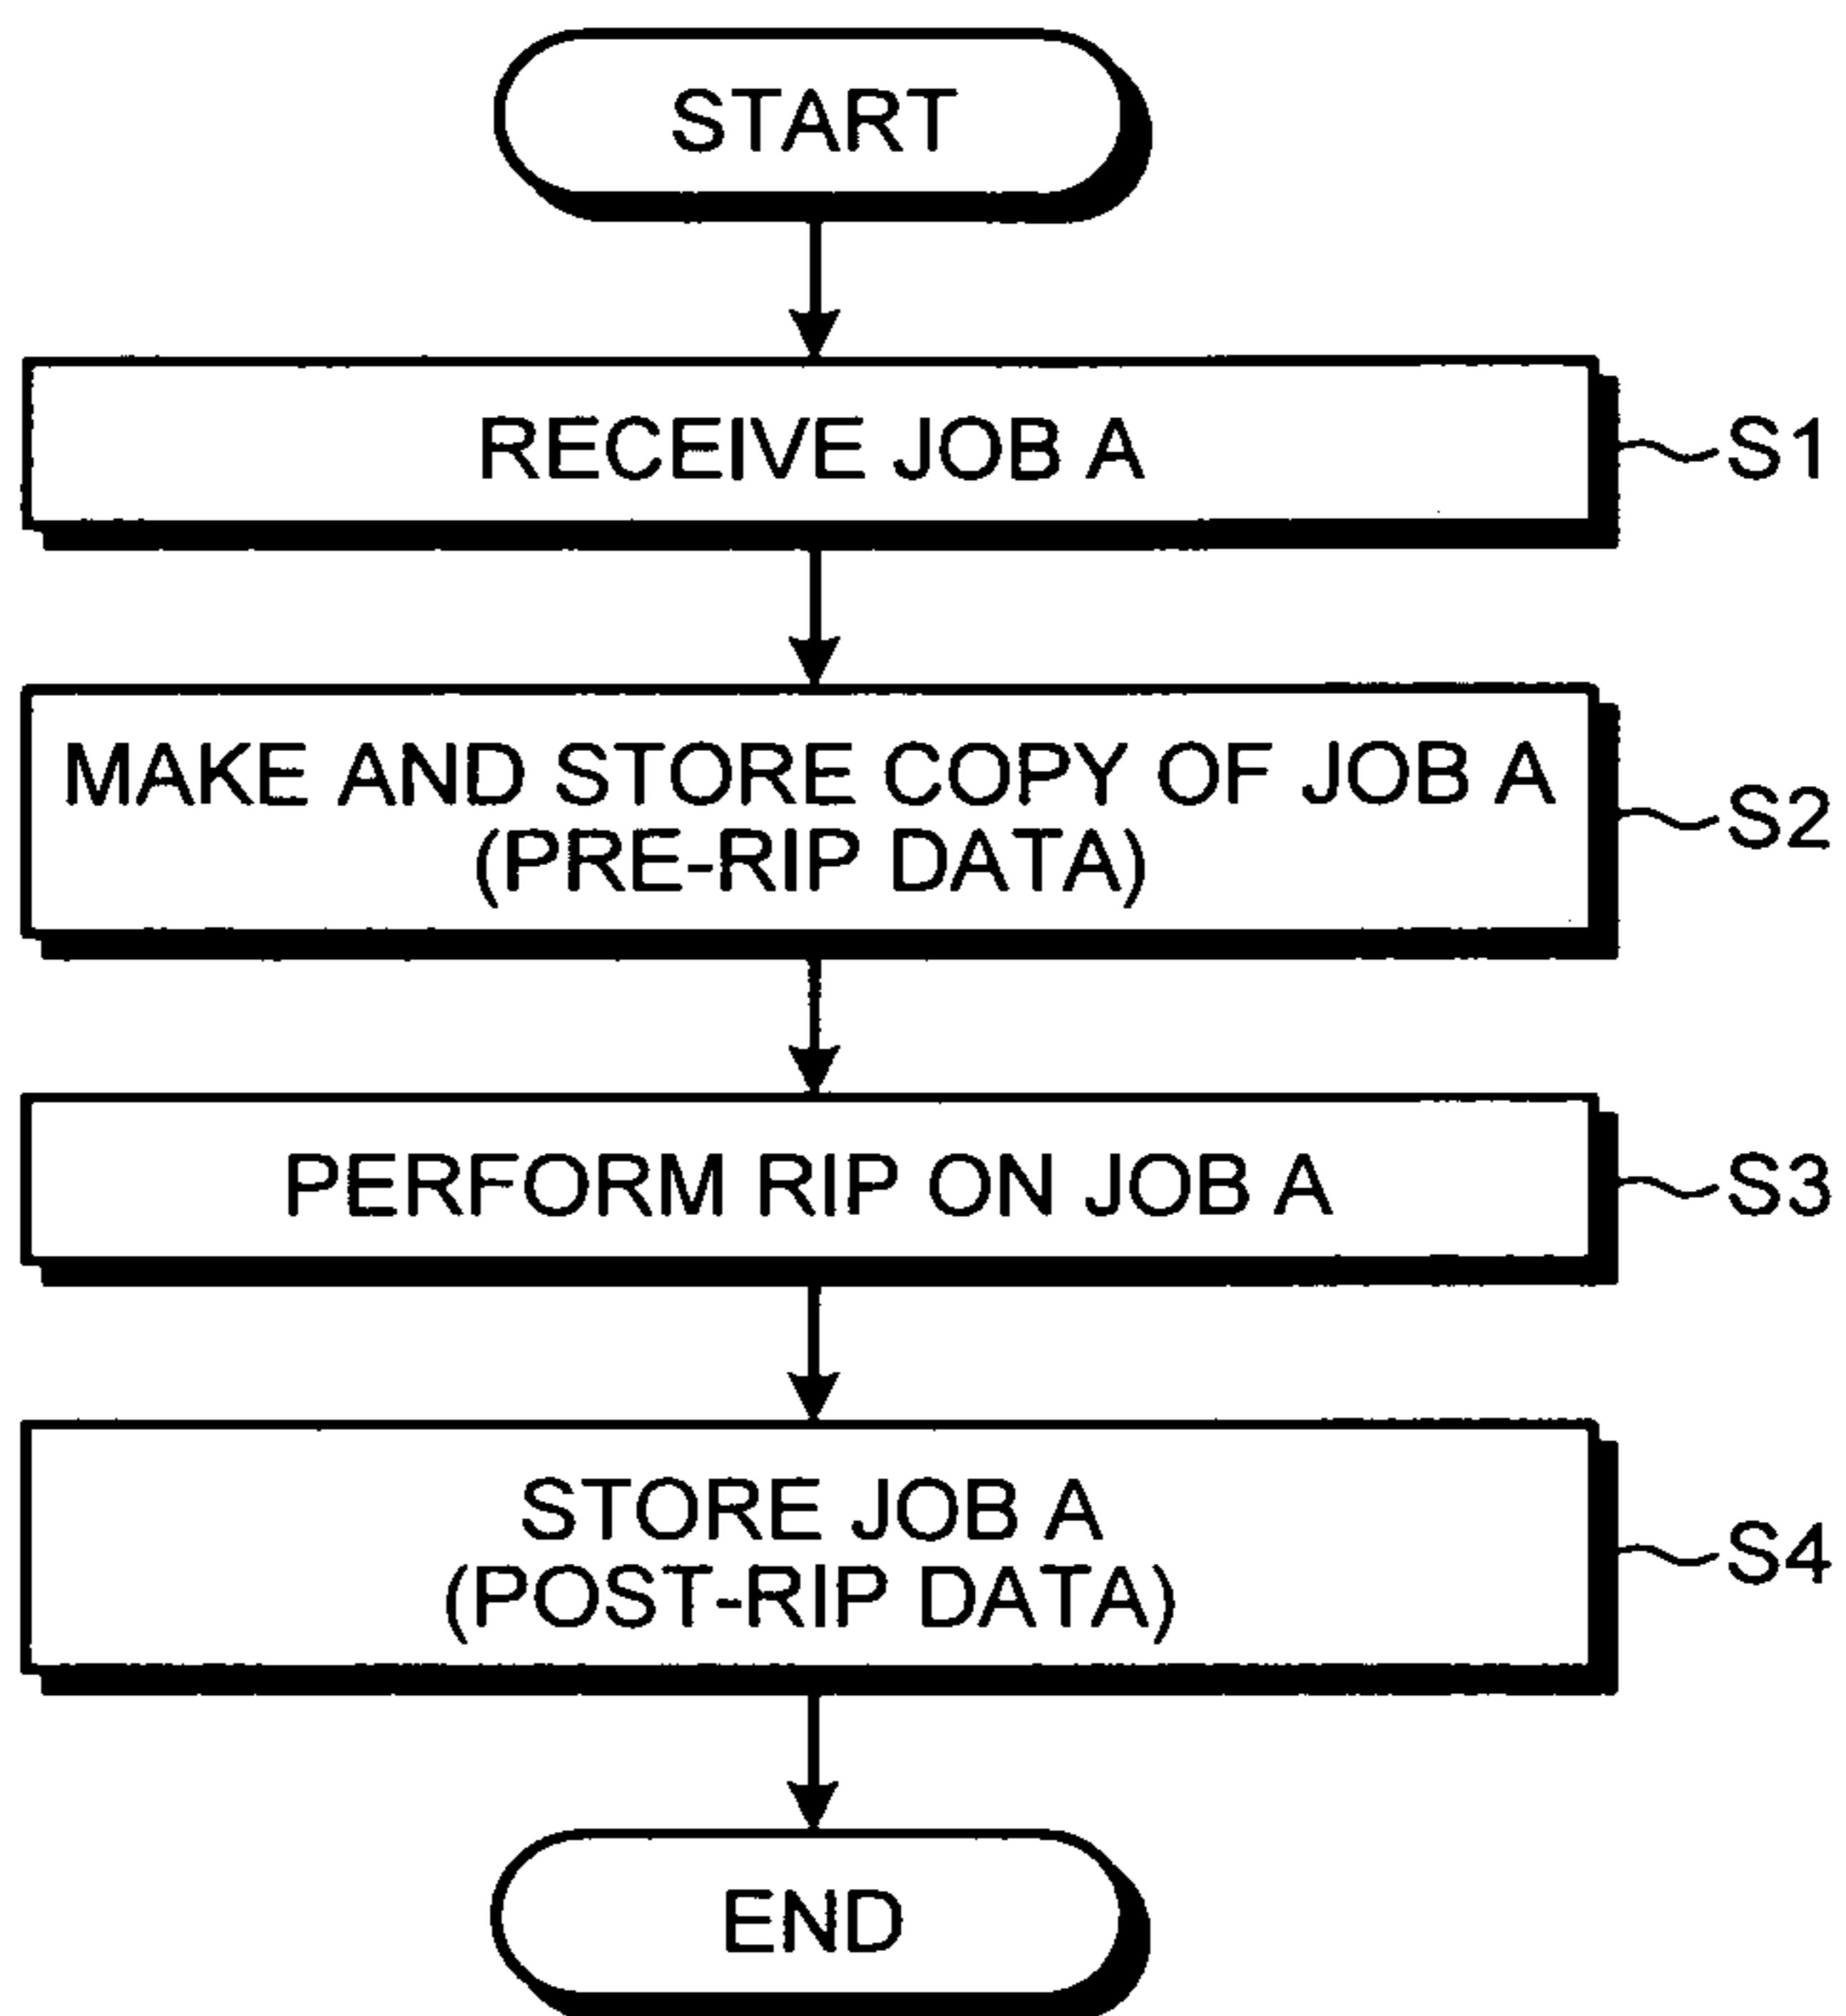 START
RECEIVE JOB A
S1
MAKE AND STORE COPY OF JOB A
(PRE-RIP DATA)
S2
PERFORM RIP ON JOB A
S3
STORE JOB A
(POST-RIP DATA)
S4
END